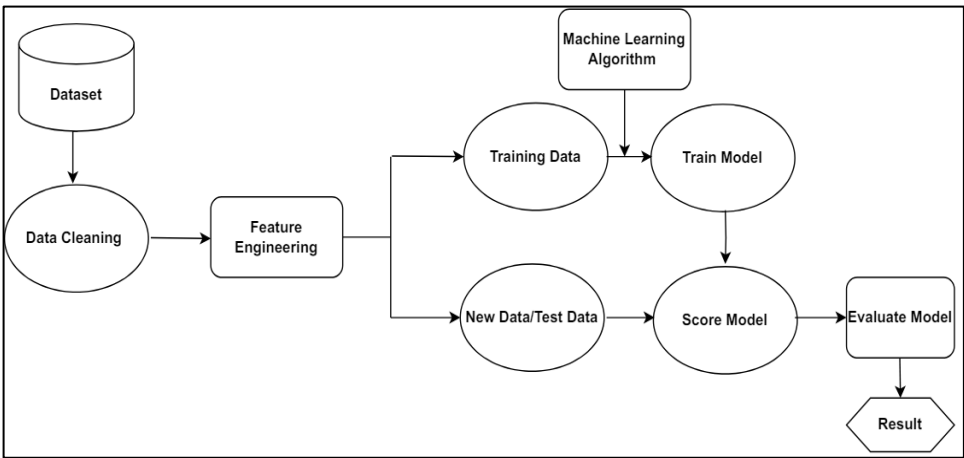 Machine Learning
Algorithm
Dataset
Training Data
Train Model
Data Cleaning
Feature
Engineering
New Data/Test Data
Score Model
Evaluate Model
Result